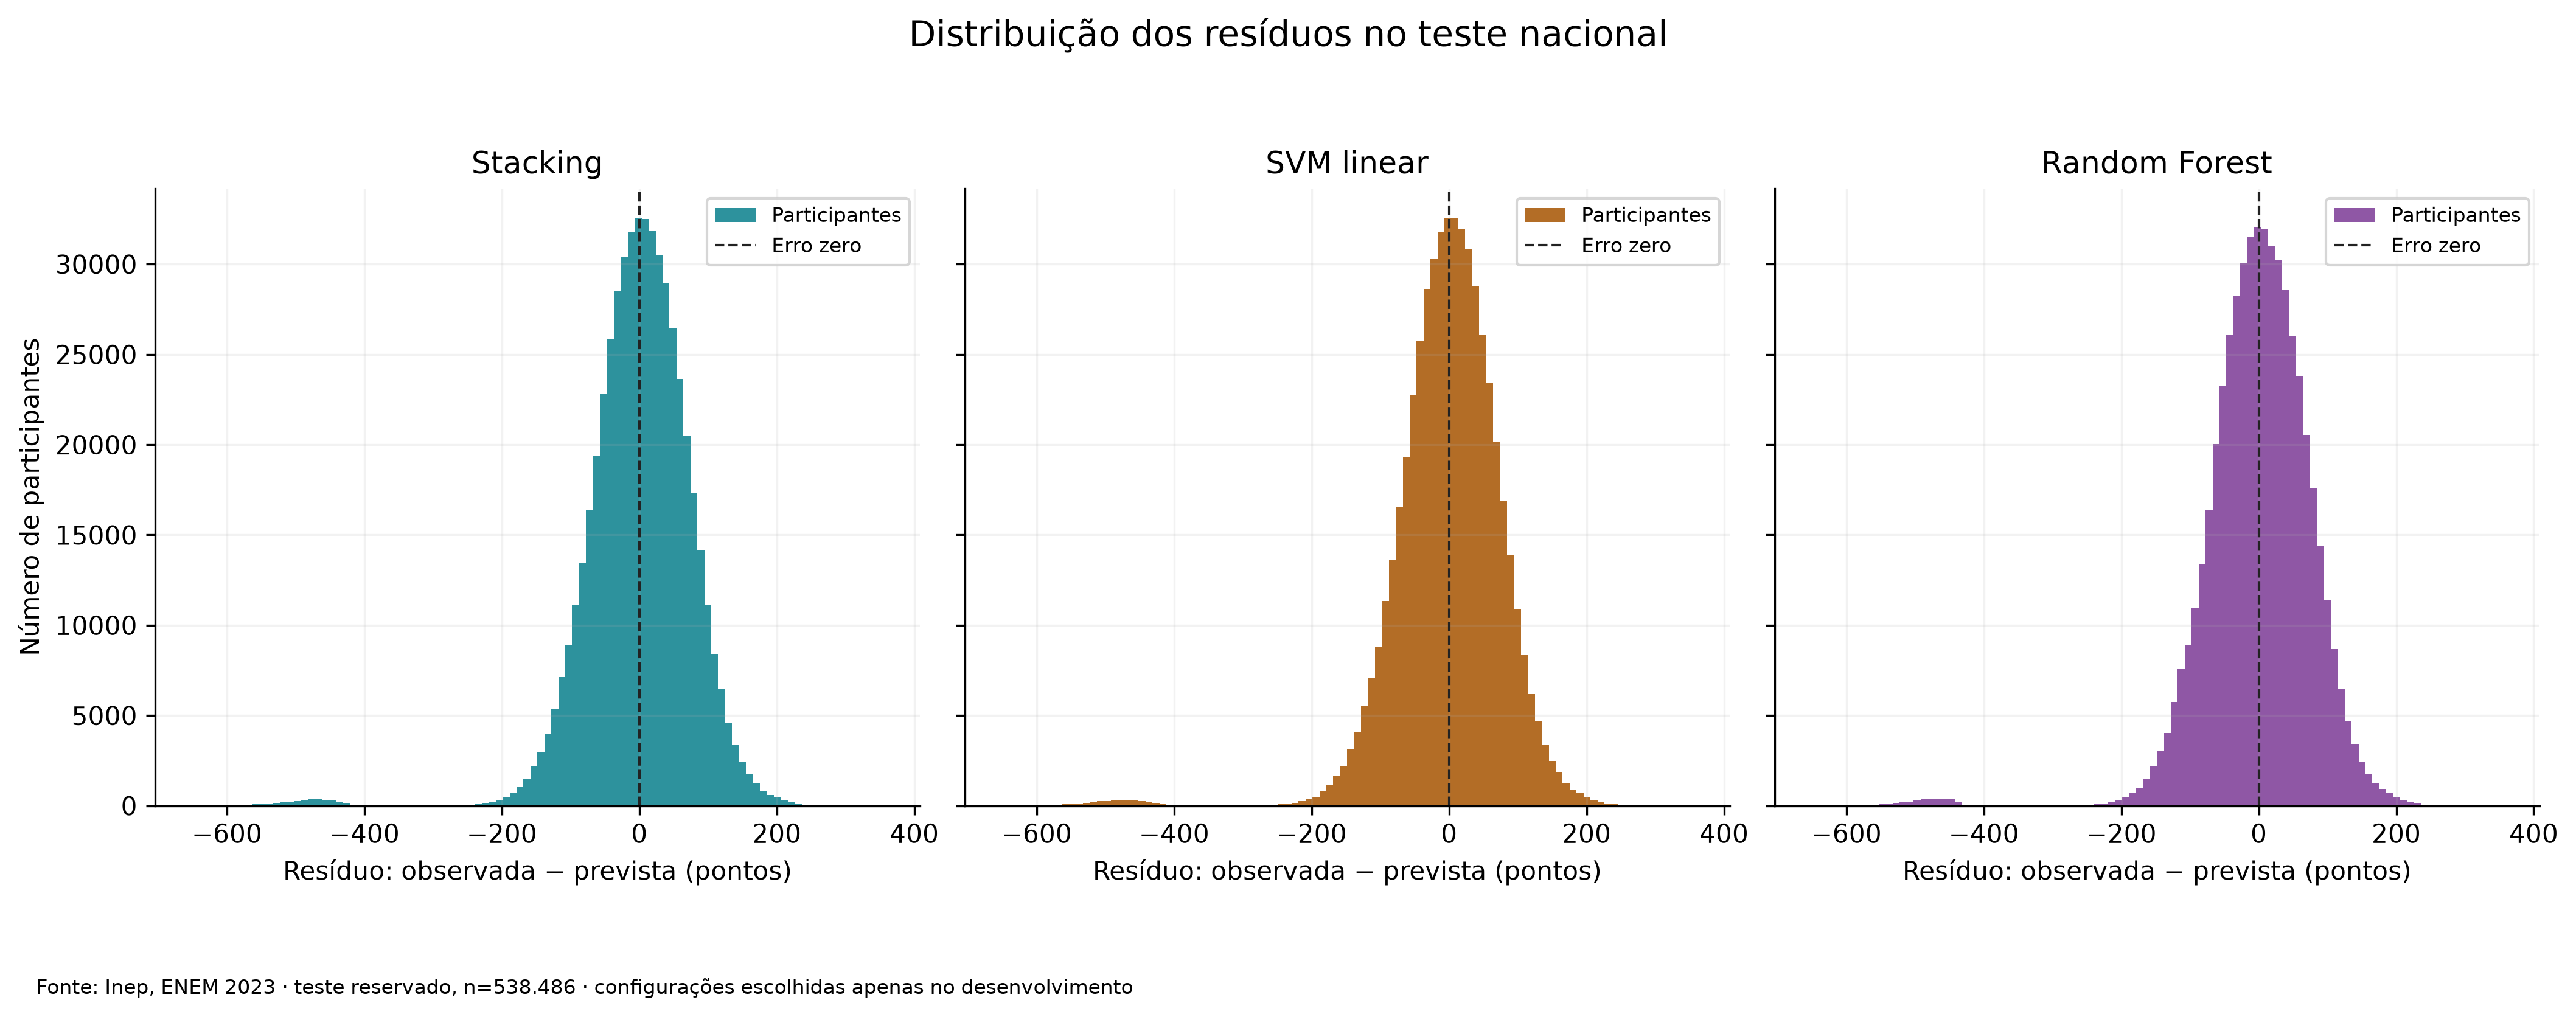 Distribuição dos resíduos no teste nacional
Stacking
Participantes
Erro zero
Número de participantes
30000
25000
20000
15000
10000
5000
0
−600 −400 −200 0 200 400
Resíduo: observada − prevista (pontos)
SVM linear
Participantes
Erro zero
−600 −400 −200 0 200 400
Resíduo: observada − prevista (pontos)
Random Forest
Participantes
Erro zero
−600 −400 −200 0 200 400
Resíduo: observada − prevista (pontos)
Fonte: Inep, ENEM 2023 · teste reservado, n=538.486 · configurações escolhidas apenas no desenvolvimento